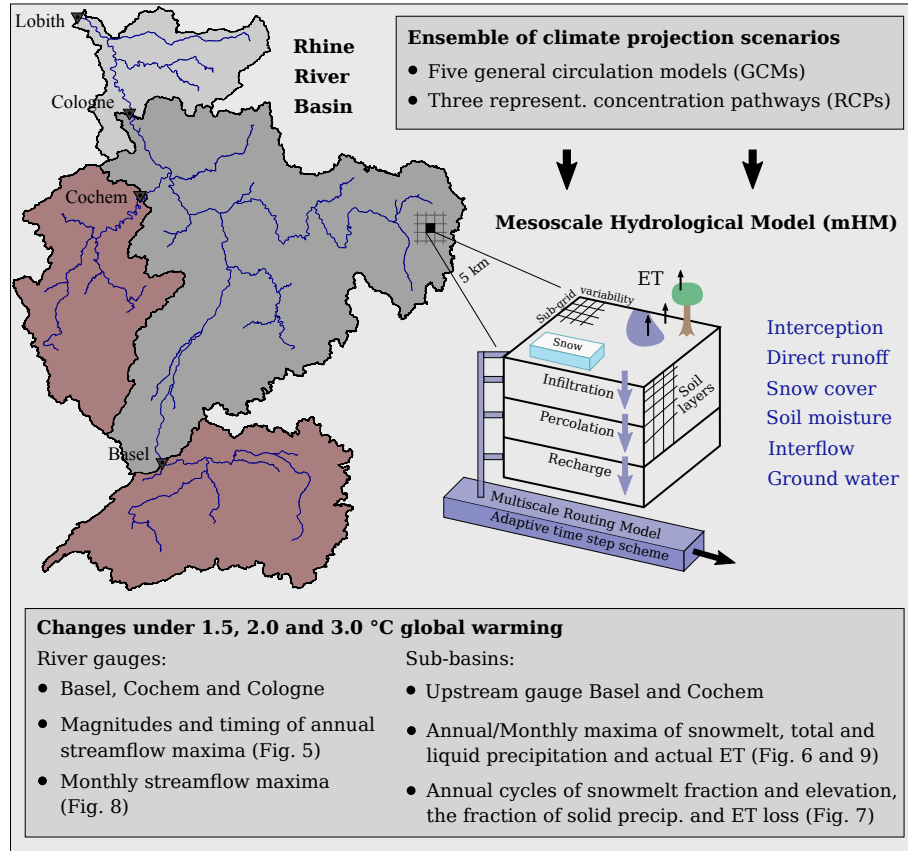 Lobith
Rhine
River
Basin
Cologne
Cochem
Basel
Ensemble of climate projection scenarios
• Five general circulation models (GCMs)
• Three represent. concentration pathways (RCPs)
Mesoscale Hydrological Model (mHM)
5 km
Sub-grid variability
ET
Snow
Infiltration
Percolation
Recharge
Soil
layers
Multiscale Routing Model
Adaptive time step scheme
Interception
Direct runoff
Snow cover
Soil moisture
Interflow
Ground water
Changes under 1.5, 2.0 and 3.0 °C global warming
River gauges:
• Basel, Cochem and Cologne
• Magnitudes and timing of annual
streamflow maxima (Fig. 5)
• Monthly streamflow maxima
(Fig. 8)
Sub-basins:
• Upstream gauge Basel and Cochem
• Annual/Monthly maxima of snowmelt, total and
liquid precipitation and actual ET (Fig. 6 and 9)
• Annual cycles of snowmelt fraction and elevation,
the fraction of solid precip. and ET loss (Fig. 7)